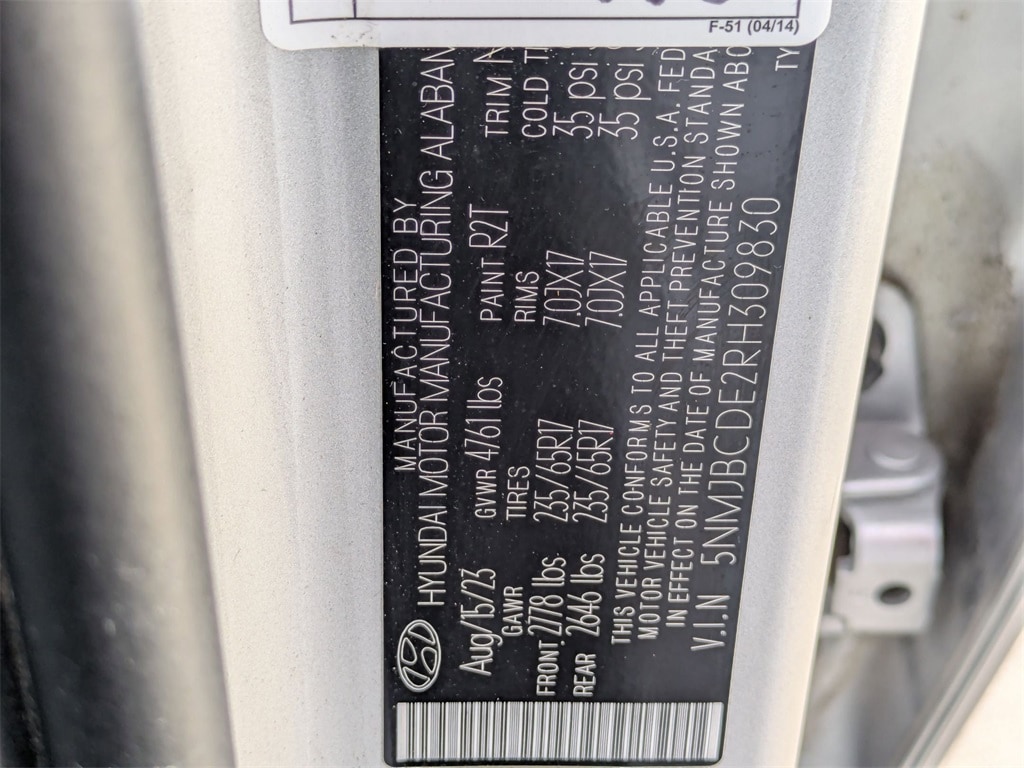 F-51 (04/14)
MANUFACTURED BY
HYUNDAI MOTOR MANUFACTURING ALABAM
Aug/15/23 GVWR 4761 lbs PAINT RZT TRIM
GAWR TIRES RIMS COLD
FRONT 2778 lbs 235/65R17 7.0JX17 35 PSI
REAR 2646 lbs 235/65R17 7.0JX17 35 PSI
THIS VEHICLE CONFORMS TO ALL APPLICABLE U.S.A. FED
MOTOR VEHICLE SAFETY AND THEFT PREVENTION STANDA
IN EFFECT ON THE DATE OF MANUFACTURE SHOWN ABO
V.I.N 5NMJBCDE2RH309830 TY